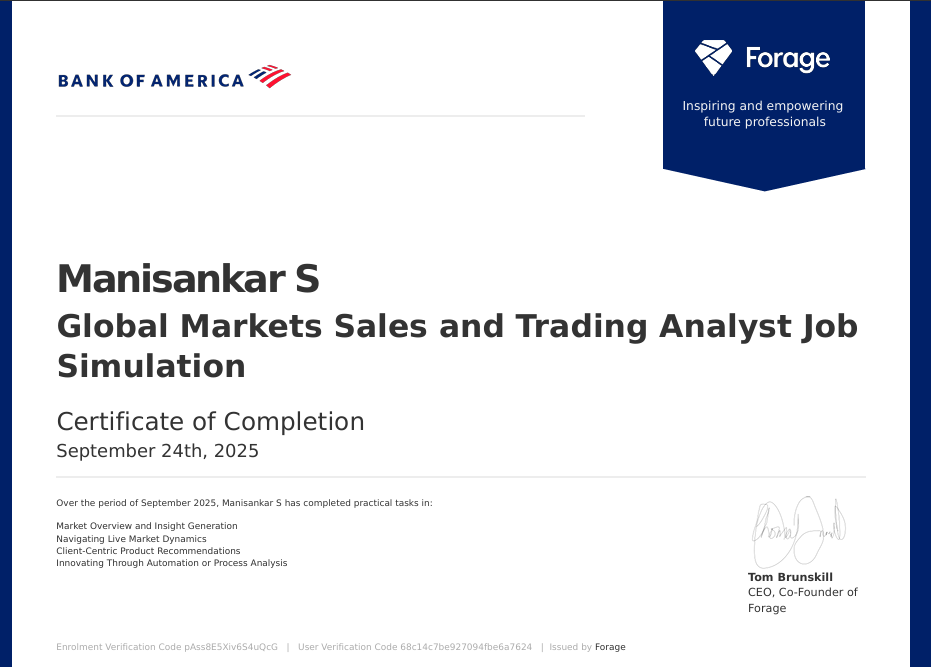 BANK OF AMERICA
Forage
Inspiring and empowering
future professionals
Manisankar S
Global Markets Sales and Trading Analyst Job
Simulation
Certificate of Completion
September 24th, 2025
Over the period of September 2025, Manisankar S has completed practical tasks in:
Market Overview and Insight Generation
Navigating Live Market Dynamics
Client-Centric Product Recommendations
Innovating Through Automation or Process Analysis
Tom Brunskill
CEO, Co-Founder of
Forage
Enrolment Verification Code pAss8E5Xiv6S4uQcG | User Verification Code 68c14c7be927094fbe6a7624 | Issued by Forage